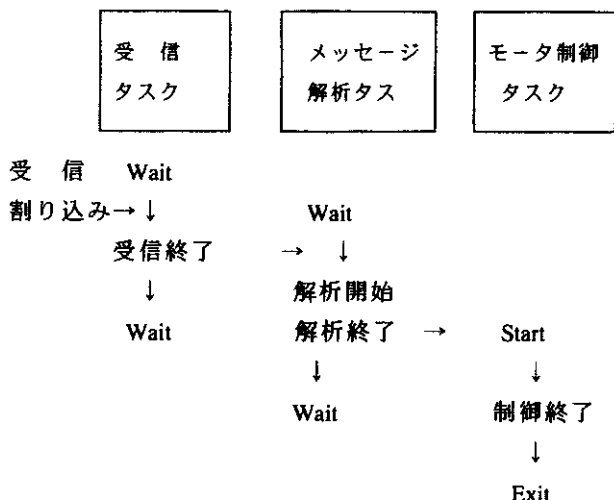 受 信
タスク
メッセージ
解析タス
モータ制御
タスク
受 信 Wait
割り込み→ ↓ Wait
受信終了 → ↓
↓ 解析開始
Wait 解析終了 → Start
↓ ↓
Wait 制御終了
↓
Exit